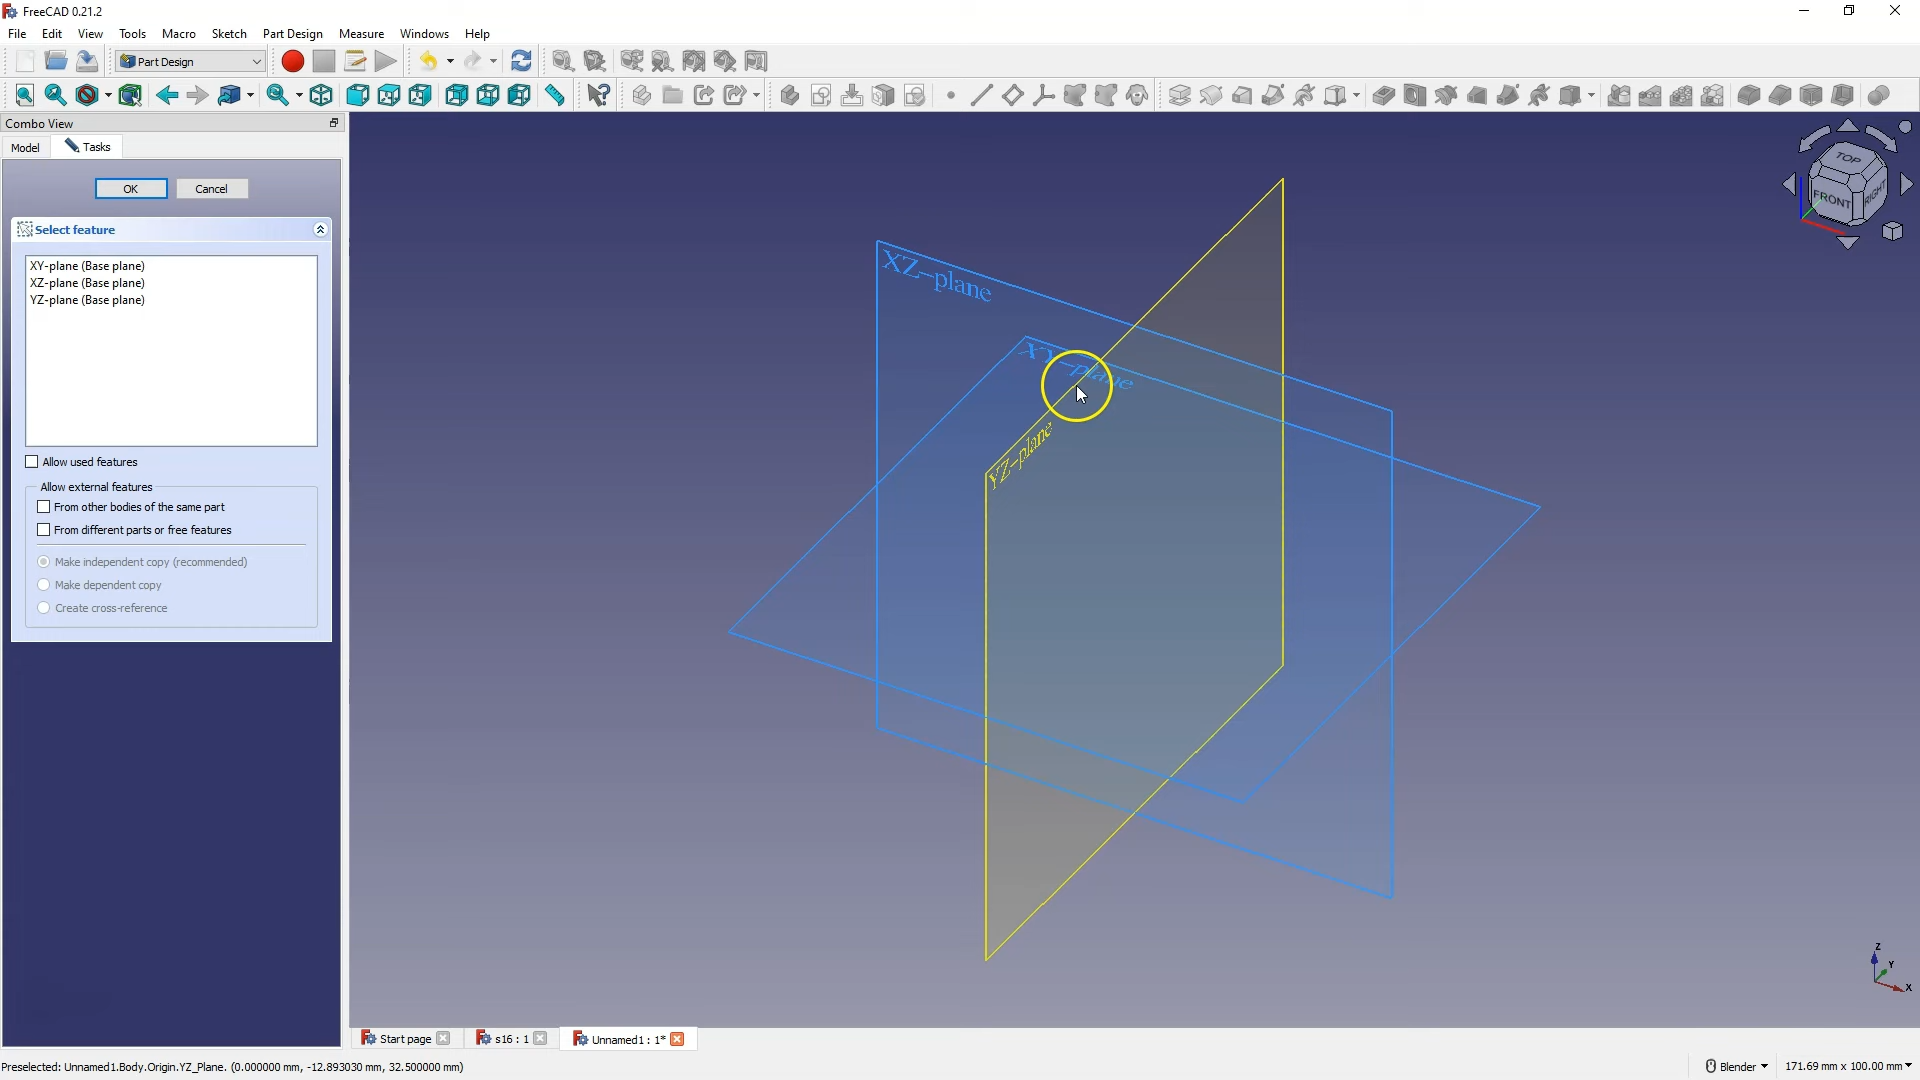 FreeCAD 0.21.2
File Edit View Tools Macro Sketch Part Design Measure Windows Help
Part Design
Combo View
Model Tasks
OK Cancel
Select feature
XY-plane (Base plane)
XZ-plane (Base plane)
YZ-plane (Base plane)
Allow used features
Allow external features
From other bodies of the same part
From different parts or free features
Make independent copy (recommended)
Make dependent copy
Create cross-reference
XZ-plane
XY-plane
YZ-plane
TOP
FRONT RIGHT
Z
Y
X
Start page s16 : 1 Unnamed1 : 1*
Preselected: Unnamed1.Body.Origin.YZ_Plane. (0.000000 mm, -12.893030 mm, 32.500000 mm)
Blender 171.69 mm x 100.00 mm